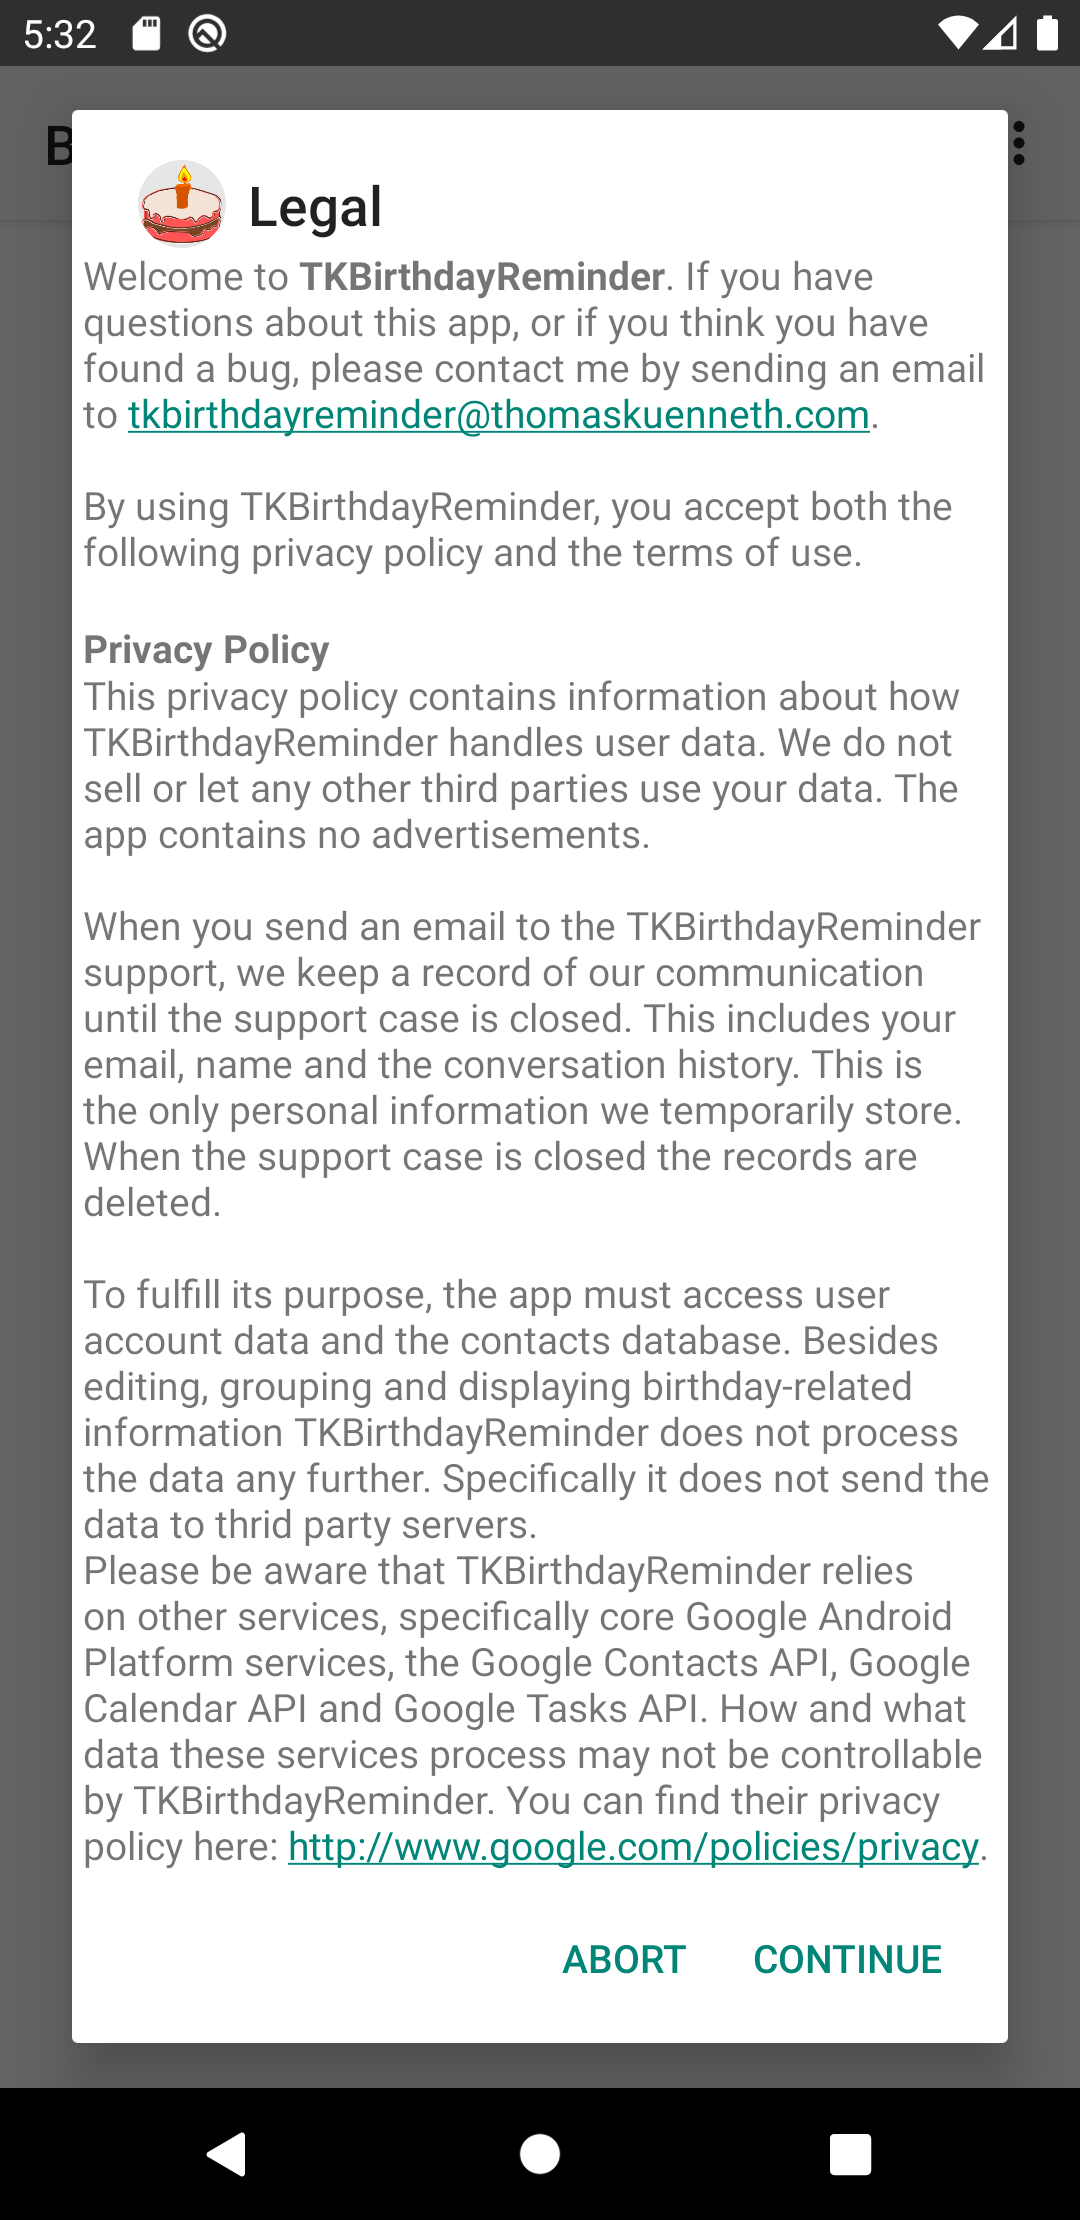 5:32
B
Legal
Welcome to TKBirthdayReminder. If you have
questions about this app, or if you think you have
found a bug, please contact me by sending an email
to tkbirthdayreminder@thomaskuenneth.com.
By using TKBirthdayReminder, you accept both the
following privacy policy and the terms of use.
Privacy Policy
This privacy policy contains information about how
TKBirthdayReminder handles user data. We do not
sell or let any other third parties use your data. The
app contains no advertisements.
When you send an email to the TKBirthdayReminder
support, we keep a record of our communication
until the support case is closed. This includes your
email, name and the conversation history. This is
the only personal information we temporarily store.
When the support case is closed the records are
deleted.
To fulfill its purpose, the app must access user
account data and the contacts database. Besides
editing, grouping and displaying birthday-related
information TKBirthdayReminder does not process
the data any further. Specifically it does not send the
data to thrid party servers.
Please be aware that TKBirthdayReminder relies
on other services, specifically core Google Android
Platform services, the Google Contacts API, Google
Calendar API and Google Tasks API. How and what
data these services process may not be controllable
by TKBirthdayReminder. You can find their privacy
policy here: http://www.google.com/policies/privacy.
ABORT CONTINUE